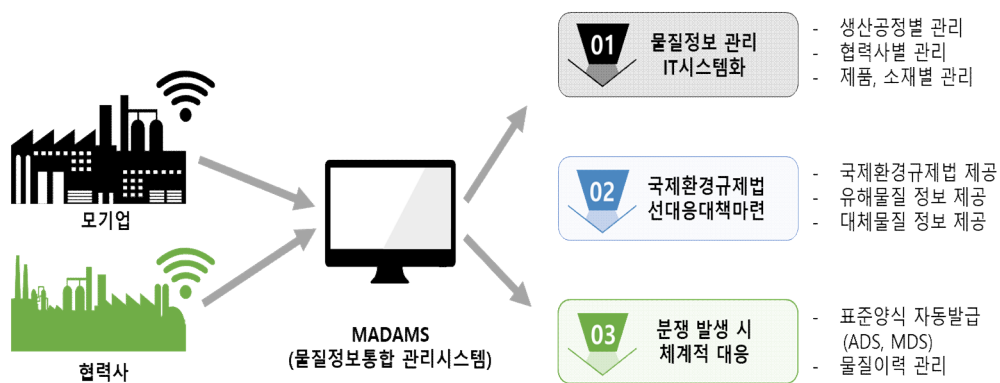 모기업
협력사
MADAMS
(물질정보통합 관리시스템)
01
물질정보 관리
IT시스템화
- 생산공정별 관리
- 협력사별 관리
- 제품, 소재별 관리
02
국제환경규제법
선대응대책마련
- 국제환경규제법 제공
- 유해물질 정보 제공
- 대체물질 정보 제공
03
분쟁 발생 시
체계적 대응
- 표준양식 자동발급
(ADS, MDS)
- 물질이력 관리